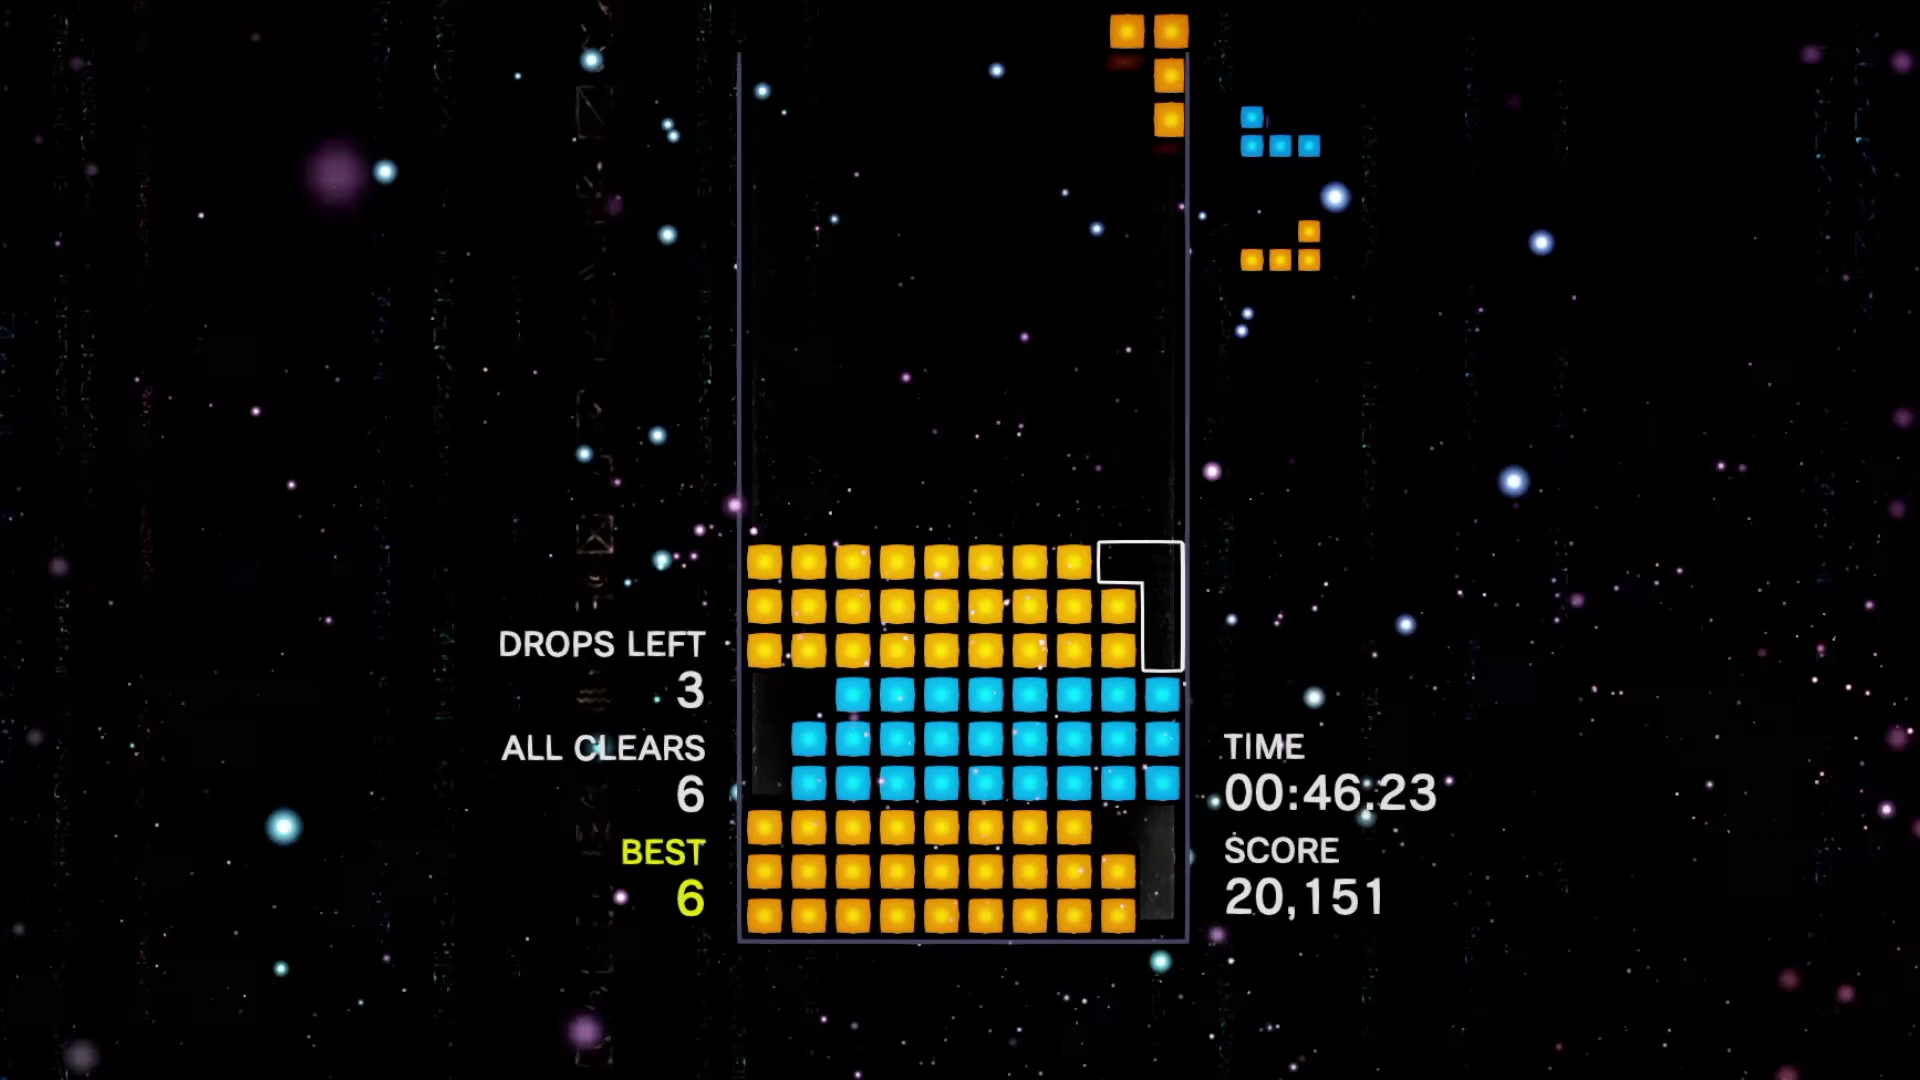 DROPS LEFT
3
ALL CLEARS
6
BEST
6
TIME
00:46.23
SCORE
20,151